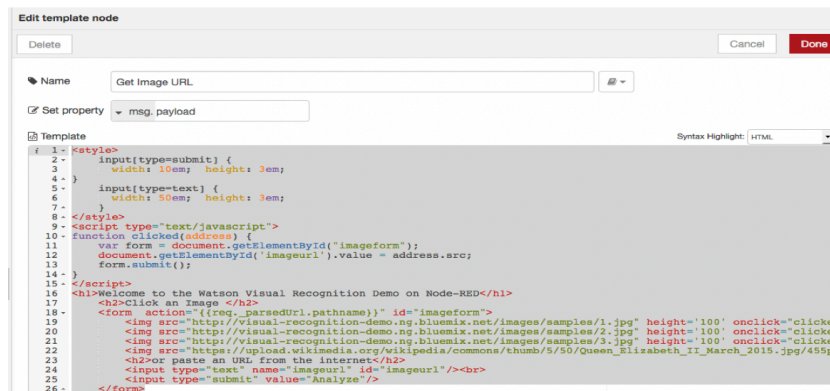 Edit template node
Delete Cancel Done
Name Get Image URL
Set property msg. payload
Template Syntax Highlight: HTML
i 1 <style>
2 input[type=submit] {
3 width: 10em; height: 3em;
4 }
5 input[type=text] {
6 width: 50em; height: 3em;
7 }
8 </style>
9 <script type="text/javascript">
10 function clicked(address) {
11 var form = document.getElementById("imageform");
12 document.getElementById('imageurl').value = address.src;
13 form.submit();
14 }
15 </script>
16 <h1>Welcome to the Watson Visual Recognition Demo on Node-RED</h1>
17 <h2>Click an Image </h2>
18 <form action="{{req._parsedUrl.pathname}}" id="imageform">
19 <img src="http://visual-recognition-demo.ng.bluemix.net/images/samples/1.jpg" height='100' onclick="clicke
20 <img src="http://visual-recognition-demo.ng.bluemix.net/images/samples/2.jpg" height='100' onclick="clicke
21 <img src="http://visual-recognition-demo.ng.bluemix.net/images/samples/3.jpg" height='100' onclick="clicke
22 <img src="https://upload.wikimedia.org/wikipedia/commons/thumb/5/50/Queen_Elizabeth_II_March_2015.jpg/455p
23 <h2>or paste an URL from the internet</h2>
24 <input type="text" name="imageurl" id="imageurl"/><br>
25 <input type="submit" value="Analyze"/>
26 </form>